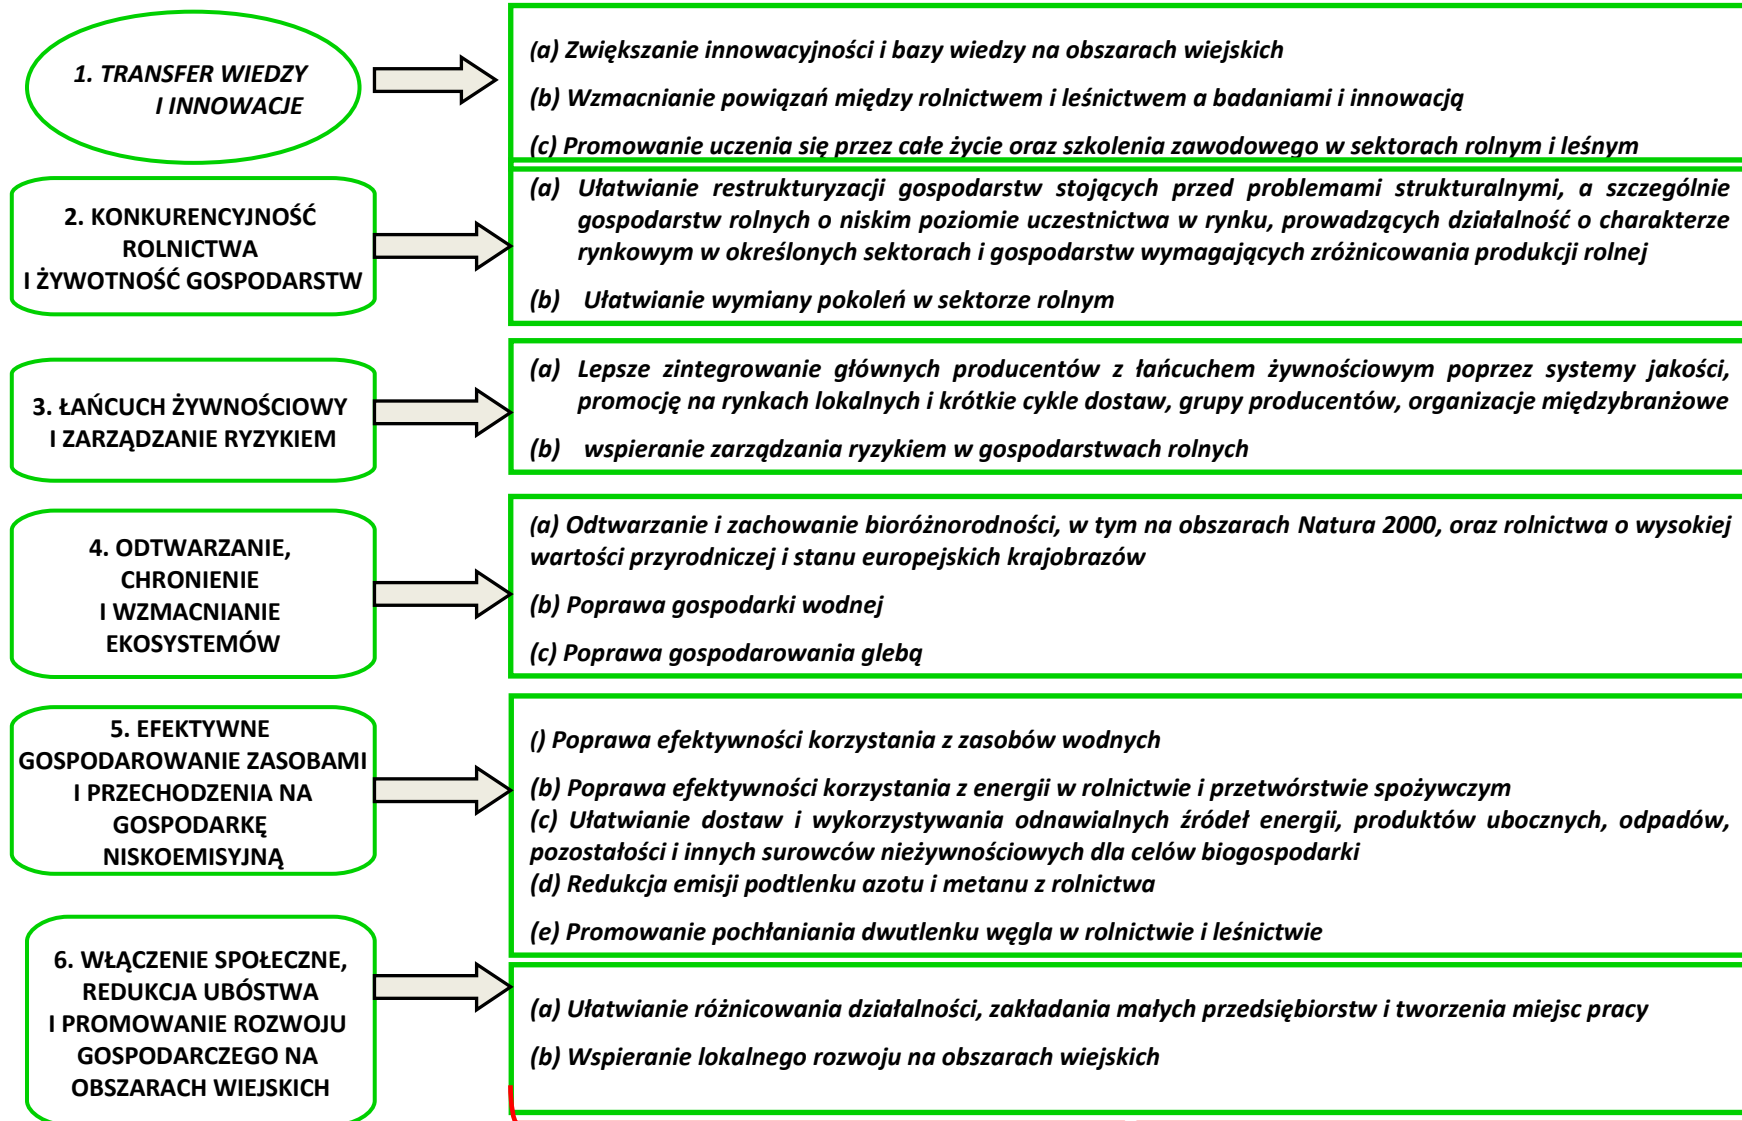 1. TRANSFER WIEDZY
I INNOWACJE
(a) Zwiększanie innowacyjności i bazy wiedzy na obszarach wiejskich
(b) Wzmacnianie powiązań między rolnictwem i leśnictwem a badaniami i innowacją
(c) Promowanie uczenia się przez całe życie oraz szkolenia zawodowego w sektorach rolnym i leśnym
2. KONKURENCYJNOŚĆ
ROLNICTWA
I ŻYWOTNOŚĆ GOSPODARSTW
(a) Ułatwianie restrukturyzacji gospodarstw stojących przed problemami strukturalnymi, a szczególnie
gospodarstw rolnych o niskim poziomie uczestnictwa w rynku, prowadzących działalność o charakterze
rynkowym w określonych sektorach i gospodarstw wymagających zróżnicowania produkcji rolnej
(b) Ułatwianie wymiany pokoleń w sektorze rolnym
3. ŁAŃCUCH ŻYWNOŚCIOWY
I ZARZĄDZANIE RYZYKIEM
(a) Lepsze zintegrowanie głównych producentów z łańcuchem żywnościowym poprzez systemy jakości,
promocję na rynkach lokalnych i krótkie cykle dostaw, grupy producentów, organizacje międzybranżowe
(b) wspieranie zarządzania ryzykiem w gospodarstwach rolnych
4. ODTWARZANIE,
CHRONIENIE
I WZMACNIANIE
EKOSYSTEMÓW
(a) Odtwarzanie i zachowanie bioróżnorodności, w tym na obszarach Natura 2000, oraz rolnictwa o wysokiej
wartości przyrodniczej i stanu europejskich krajobrazów
(b) Poprawa gospodarki wodnej
(c) Poprawa gospodarowania glebą
5. EFEKTYWNE
GOSPODAROWANIE ZASOBAMI
I PRZECHODZENIA NA
GOSPODARKĘ
NISKOEMISYJNĄ
() Poprawa efektywności korzystania z zasobów wodnych
(b) Poprawa efektywności korzystania z energii w rolnictwie i przetwórstwie spożywczym
(c) Ułatwianie dostaw i wykorzystywania odnawialnych źródeł energii, produktów ubocznych, odpadów,
pozostałości i innych surowców nieżywnościowych dla celów biogospodarki
(d) Redukcja emisji podtlenku azotu i metanu z rolnictwa
(e) Promowanie pochłaniania dwutlenku węgla w rolnictwie i leśnictwie
6. WŁĄCZENIE SPOŁECZNE,
REDUKCJA UBÓSTWA
I PROMOWANIE ROZWOJU
GOSPODARCZEGO NA
OBSZARACH WIEJSKICH
(a) Ułatwianie różnicowania działalności, zakładania małych przedsiębiorstw i tworzenia miejsc pracy
(b) Wspieranie lokalnego rozwoju na obszarach wiejskich